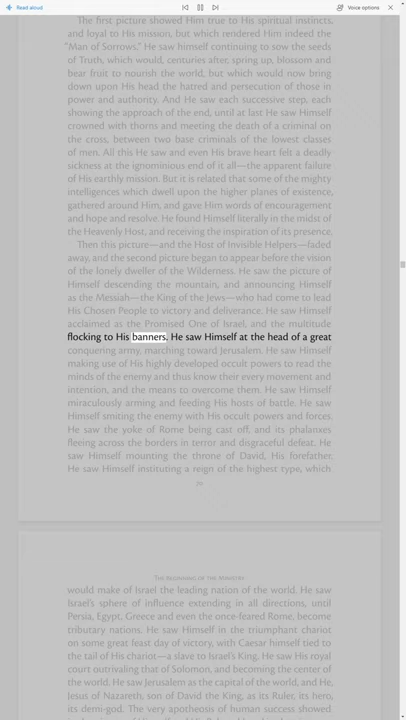 Read aloud
Voice options
The first picture showed Him true to His spiritual instincts,
and loyal to His mission, but which rendered Him indeed the
"Man of Sorrows." He saw himself continuing to sow the seeds
of Truth, which would, centuries after, spring up, blossom and
bear fruit to nourish the world, but which would now bring
down upon His head the hatred and persecution of those in
power and authority. And He saw each successive step, each
showing the approach of the end, until at last He saw Himself
crowned with thorns and meeting the death of a criminal on
the cross, between two base criminals of the lowest classes
of men. All this He saw and even His brave heart felt a deadly
sickness at the ignominious end of it all—the apparent failure
of His earthly mission. But it is related that some of the mighty
intelligences which dwell upon the higher planes of existence,
gathered around Him, and gave Him words of encouragement
and hope and resolve. He found Himself literally in the midst of
the Heavenly Host, and receiving the inspiration of its presence.
Then this picture—and the Host of Invisible Helpers—faded
away, and the second picture began to appear before the vision
of the lonely dweller of the Wilderness. He saw the picture of
Himself descending the mountain, and announcing Himself
as the Messiah—the King of the Jews—who had come to lead
His Chosen People to victory and deliverance. He saw Himself
acclaimed as the Promised One of Israel, and the multitude
flocking to His banners. He saw Himself at the head of a great
conquering army, marching toward Jerusalem. He saw Himself
making use of His highly developed occult powers to read the
minds of the enemy and thus know their every movement and
intention, and the means to overcome them. He saw Himself
miraculously arming and feeding His hosts of battle. He saw
Himself smiting the enemy with His occult powers and forces.
He saw the yoke of Rome being cast off, and its phalanxes
fleeing across the borders in terror and disgraceful defeat. He
saw Himself mounting the throne of David, His forefather.
He saw Himself instituting a reign of the highest type, which
The Beginning of the Ministry
would make of Israel the leading nation of the world. He saw
Israel's sphere of influence extending in all directions, until
Persia, Egypt, Greece and even the once-feared Rome, become
tributary nations. He saw Himself in the triumphant chariot
on some great feast day of victory, with Caesar himself tied to
the tail of His chariot—a slave to Israel's King. He saw His royal
court outrivaling that of Solomon, and becoming the center of
the world. He saw Jerusalem as the capital of the world, and He,
Jesus of Nazareth, son of David the King, as its Ruler, its hero,
its demi-god. The very apotheosis of human success showed